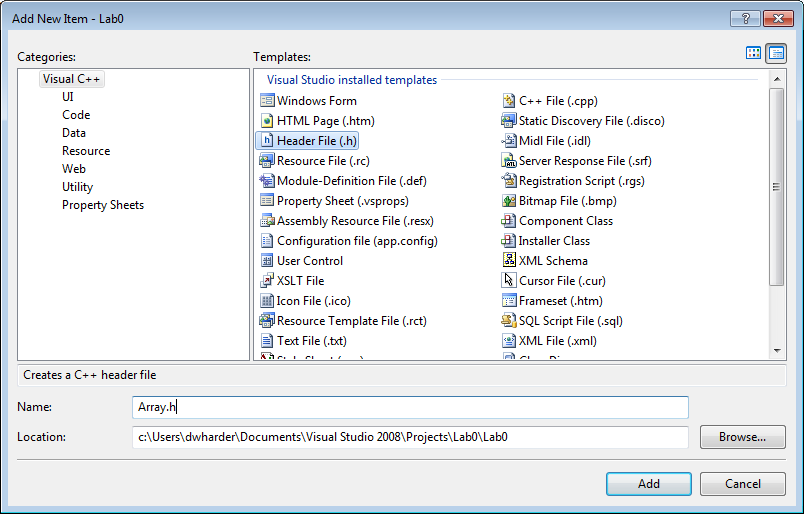 Add New Item - Lab0
Categories:
Templates:
Visual C++
UI
Code
Data
Resource
Web
Utility
Property Sheets
Visual Studio installed templates
Windows Form
C++ File (.cpp)
HTML Page (.htm)
Static Discovery File (.disco)
Header File (.h)
Midl File (.idl)
Resource File (.rc)
Server Response File (.srf)
Module-Definition File (.def)
Registration Script (.rgs)
Property Sheet (.vsprops)
Bitmap File (.bmp)
Assembly Resource File (.resx)
Component Class
Configuration file (app.config)
Installer Class
User Control
XML Schema
XSLT File
Cursor File (.cur)
Icon File (.ico)
Frameset (.htm)
Resource Template File (.rct)
SQL Script File (.sql)
Text File (.txt)
XML File (.xml)
Creates a C++ header file
Name:
Array.h
Location:
c:\Users\dwharder\Documents\Visual Studio 2008\Projects\Lab0\Lab0
Browse...
Add
Cancel